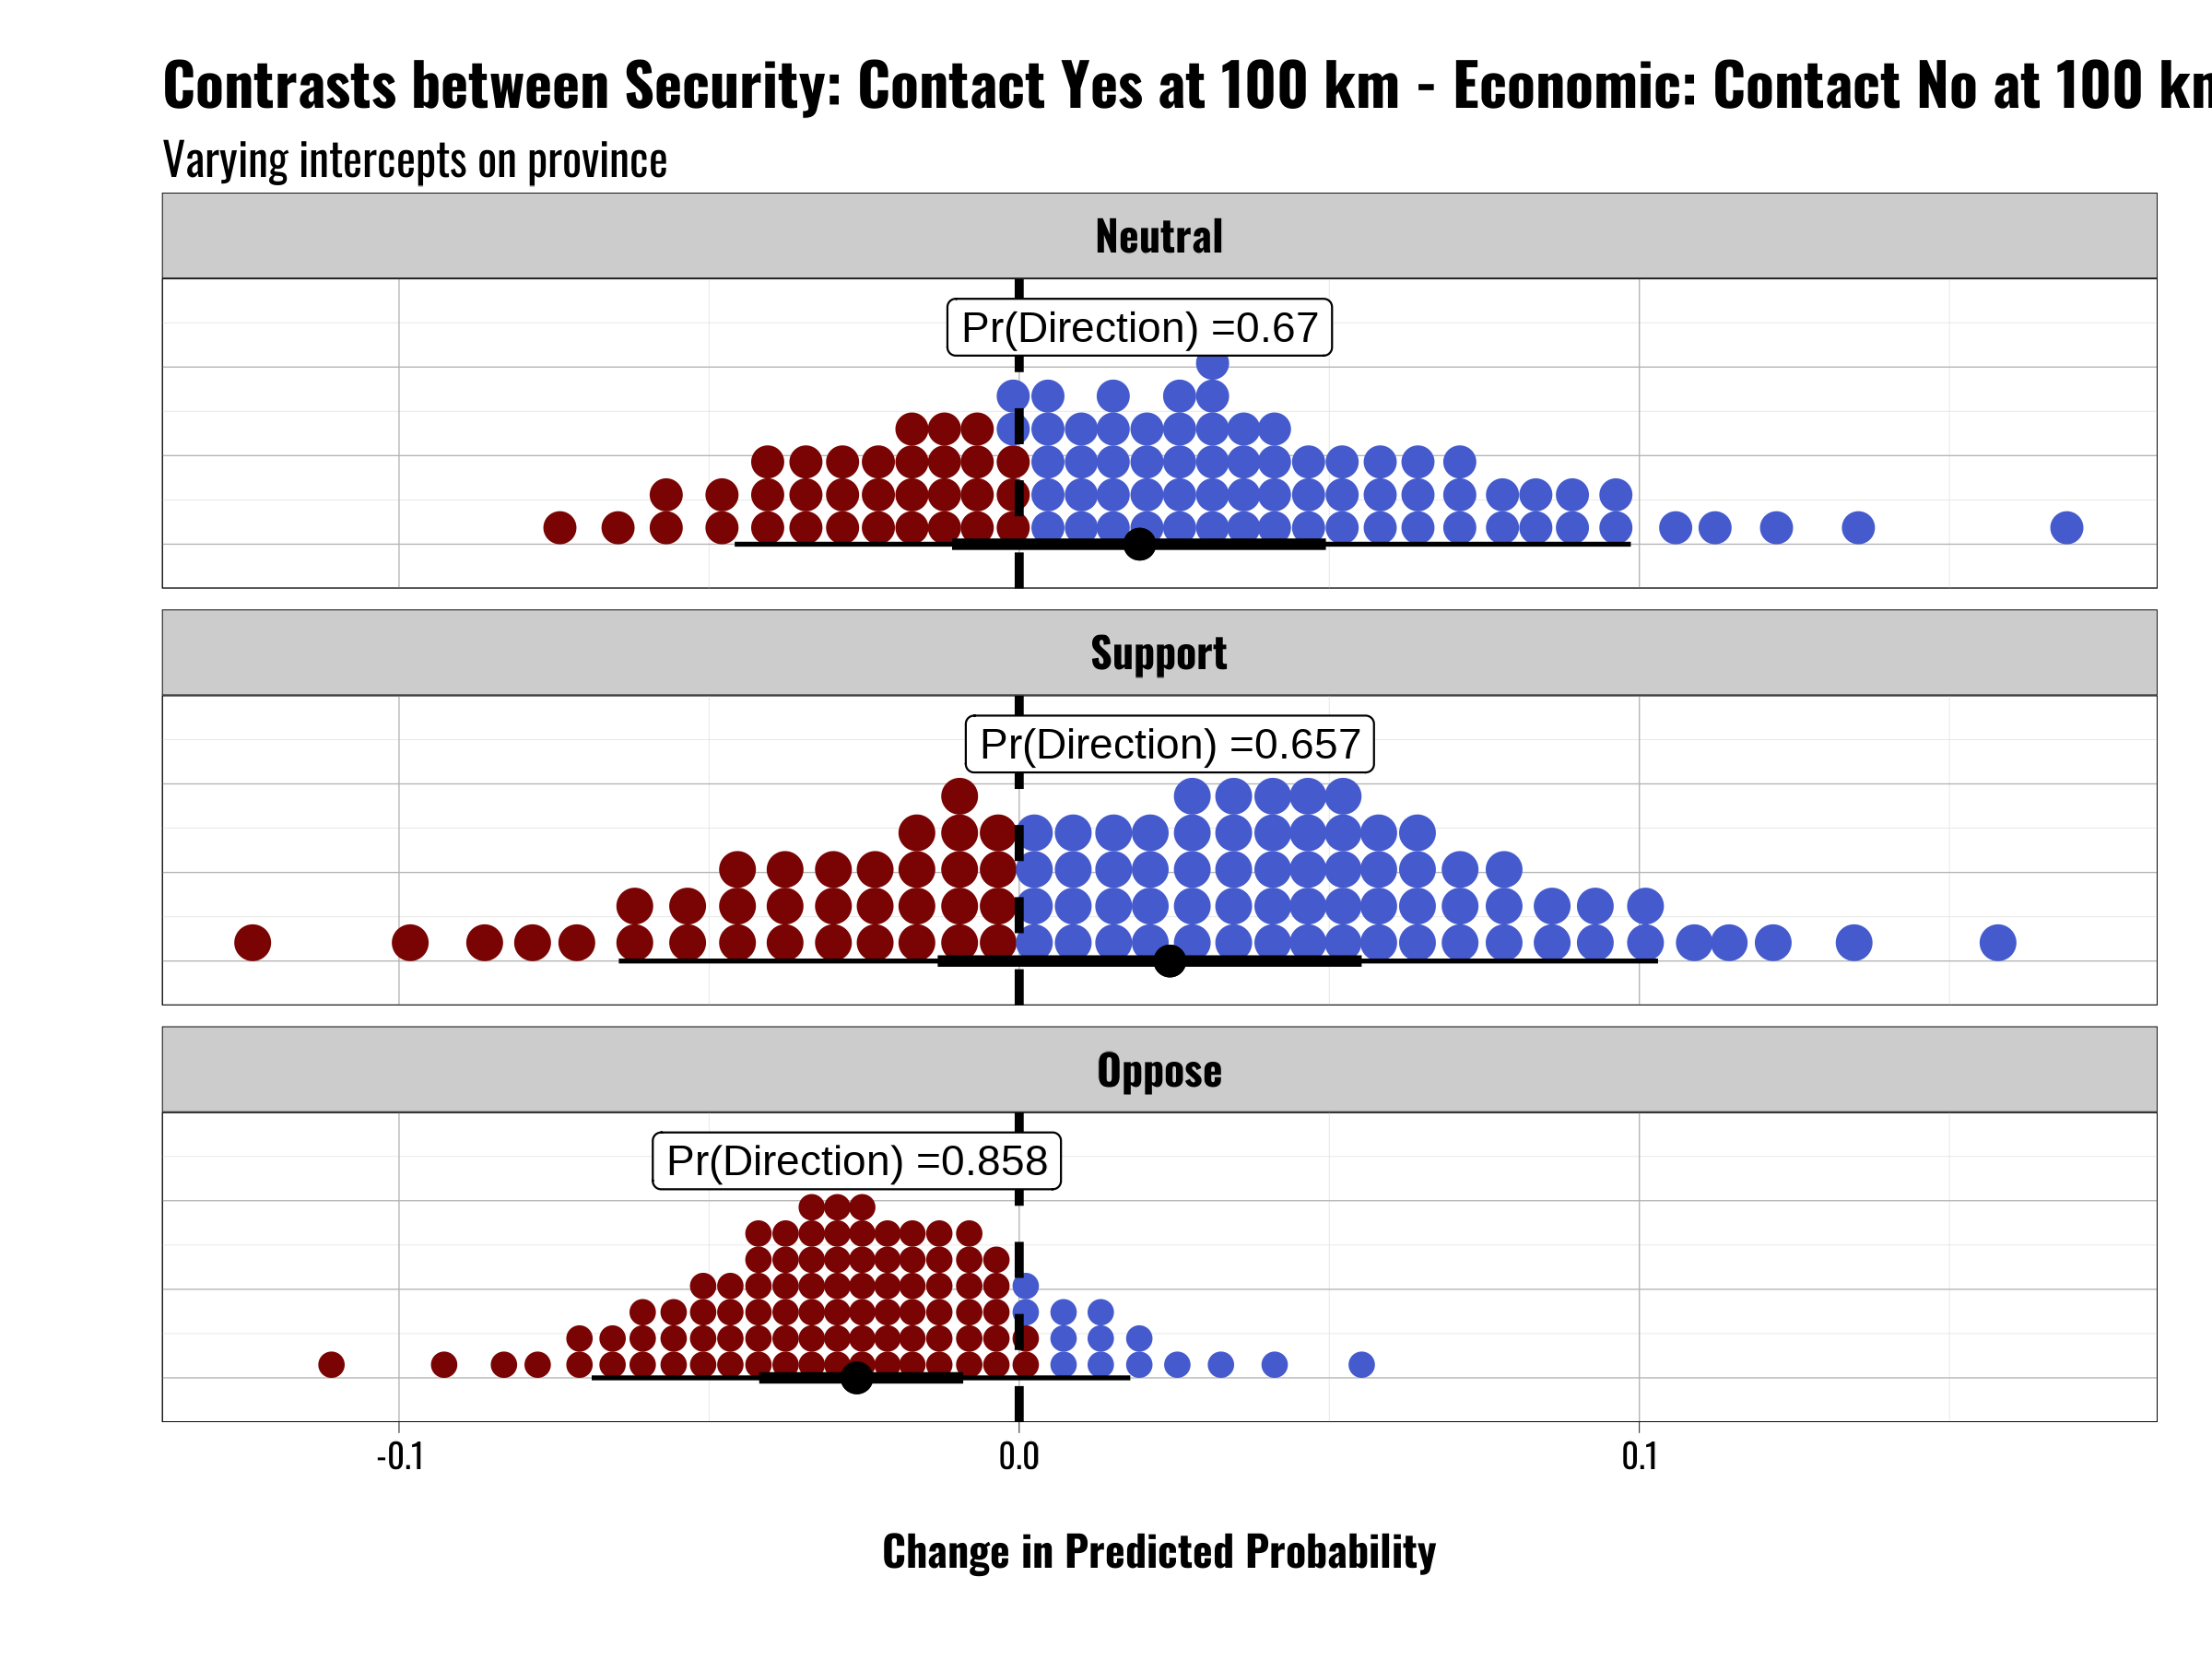 Contrasts between Security: Contact Yes at 100 km - Economic: Contact No at 100 km
Varying intercepts on province
Neutral
Pr(Direction) =0.67
Support
Pr(Direction) =0.657
Oppose
Pr(Direction) =0.858
-0.1 0.0 0.1
Change in Predicted Probability